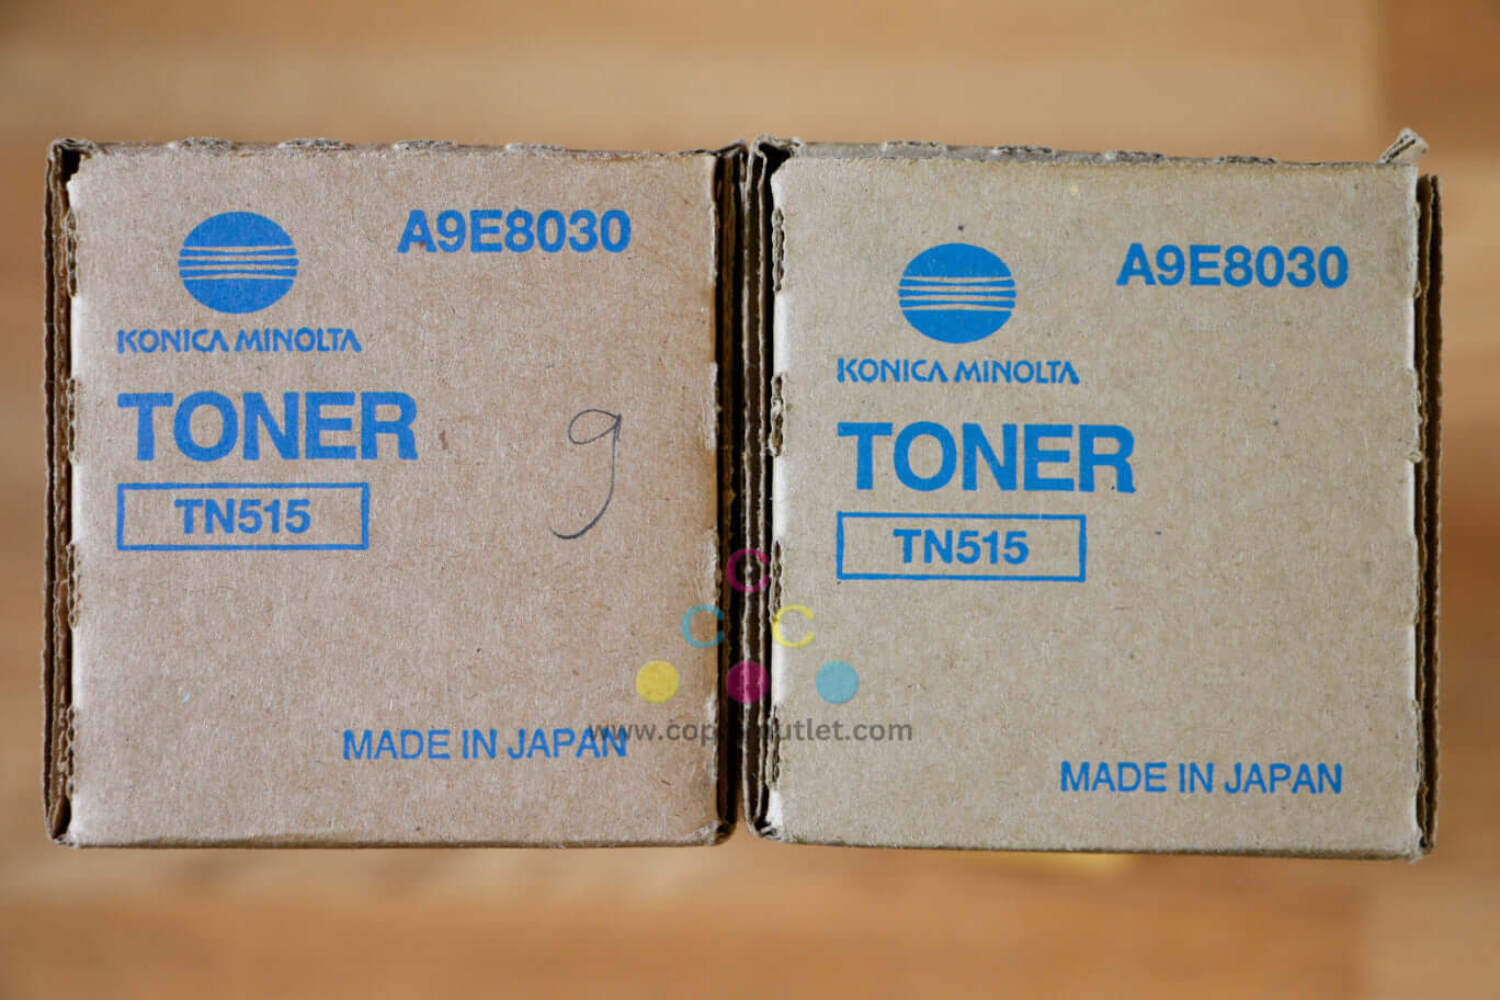 A9E8030
KONICA MINOLTA
TONER
TN515
9
MADE IN JAPAN
A9E8030
KONICA MINOLTA
TONER
TN515
MADE IN JAPAN
C
C C